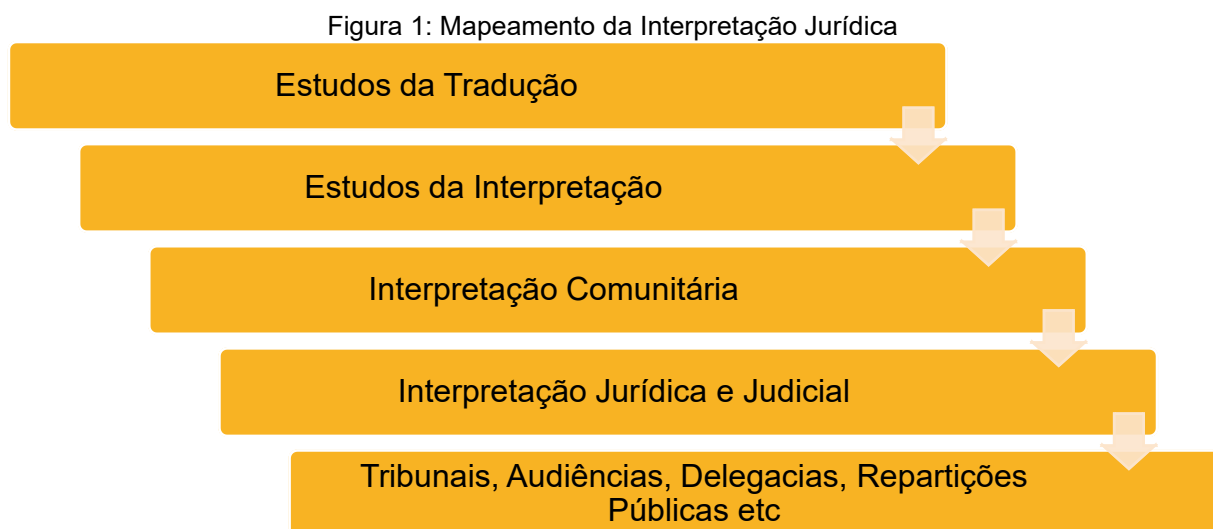 Figura 1: Mapeamento da Interpretação Jurídica
Estudos da Tradução
Estudos da Interpretação
Interpretação Comunitária
Interpretação Jurídica e Judicial
Tribunais, Audiências, Delegacias, Repartições
Públicas etc